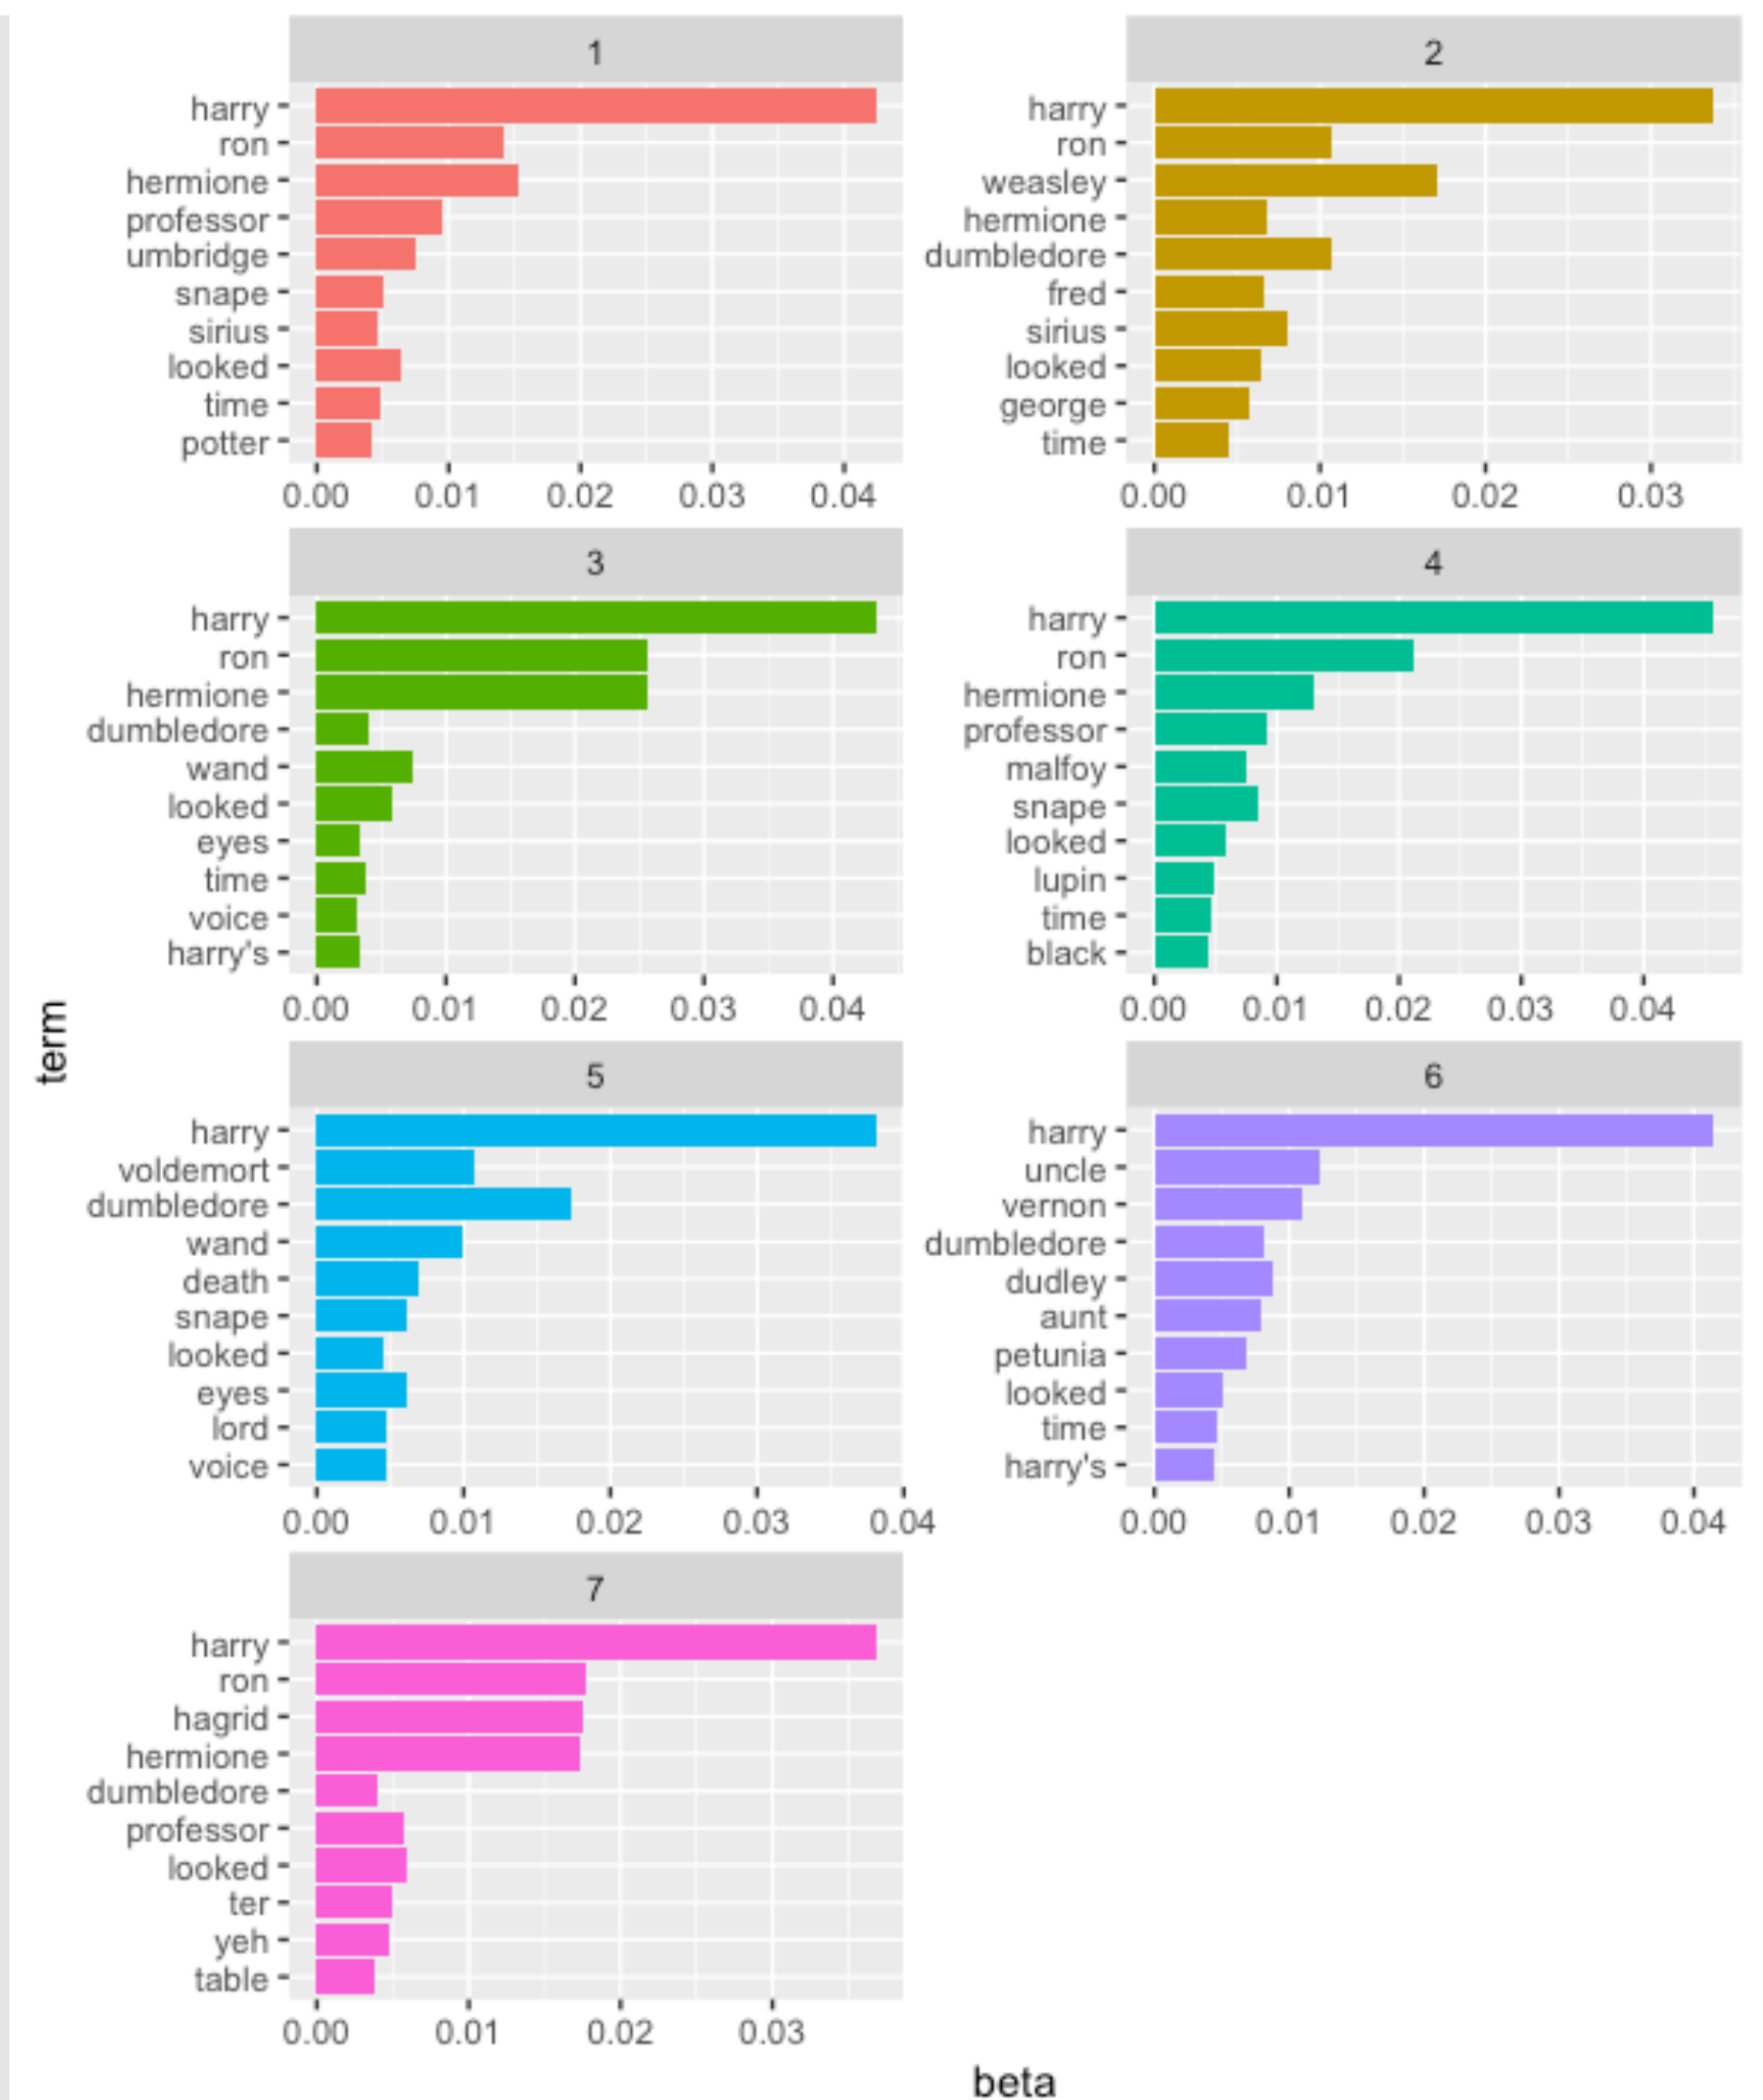 1
harry
ron
hermione
professor
umbridge
snape
sirius
looked
time
potter
0.00 0.01 0.02 0.03 0.04
2
harry
ron
weasley
hermione
dumbledore
fred
sirius
looked
george
time
0.00 0.01 0.02 0.03
3
harry
ron
hermione
dumbledore
wand
looked
eyes
time
voice
harry's
0.00 0.01 0.02 0.03 0.04
4
harry
ron
hermione
professor
malfoy
snape
looked
lupin
time
black
0.00 0.01 0.02 0.03 0.04
term
5
harry
voldemort
dumbledore
wand
death
snape
looked
eyes
lord
voice
0.00 0.01 0.02 0.03 0.04
6
harry
uncle
vernon
dumbledore
dudley
aunt
petunia
looked
time
harry's
0.00 0.01 0.02 0.03 0.04
7
harry
ron
hagrid
hermione
dumbledore
professor
looked
ter
yeh
table
0.00 0.01 0.02 0.03
beta